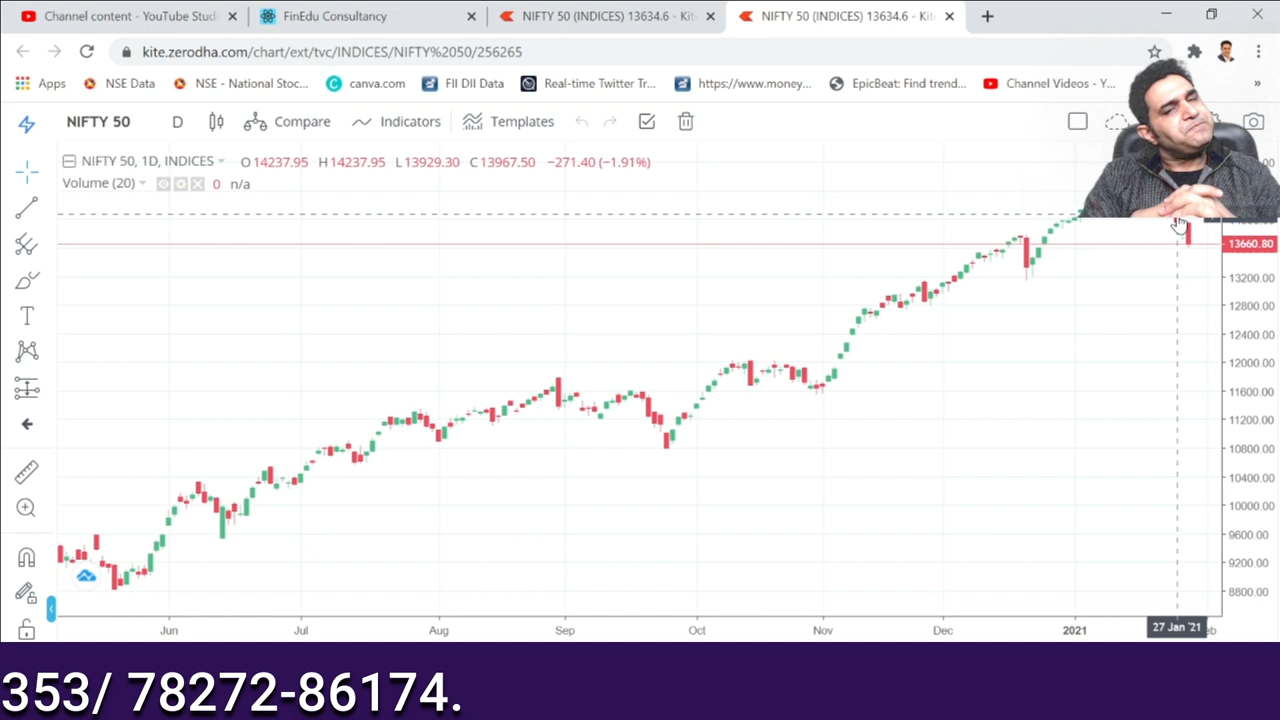 Channel content - YouTube Stud
FinEdu Consultancy
NIFTY 50 (INDICES) 13634.6 - Kite
NIFTY 50 (INDICES) 13634.6 - Kite
kite.zerodha.com/chart/ext/tvc/INDICES/NIFTY%2050/256265
Apps
NSE Data
NSE - National Stoc...
canva.com
FII DII Data
Real-time Twitter Tr...
https://www.money...
EpicBeat: Find trend...
Channel Videos - Y...
NIFTY 50
D
Compare
Indicators
Templates
NIFTY 50, 1D, INDICES
O 14237.95 H 14237.95 L 13929.30 C 13967.50 −271.40 (−1.91%)
Volume (20)
0 n/a
13660.80
13200.00
12800.00
12400.00
12000.00
11600.00
11200.00
10800.00
10400.00
10000.00
9600.00
9200.00
8800.00
Jun
Jul
Aug
Sep
Oct
Nov
Dec
2021
27 Jan '21
353/ 78272-86174.